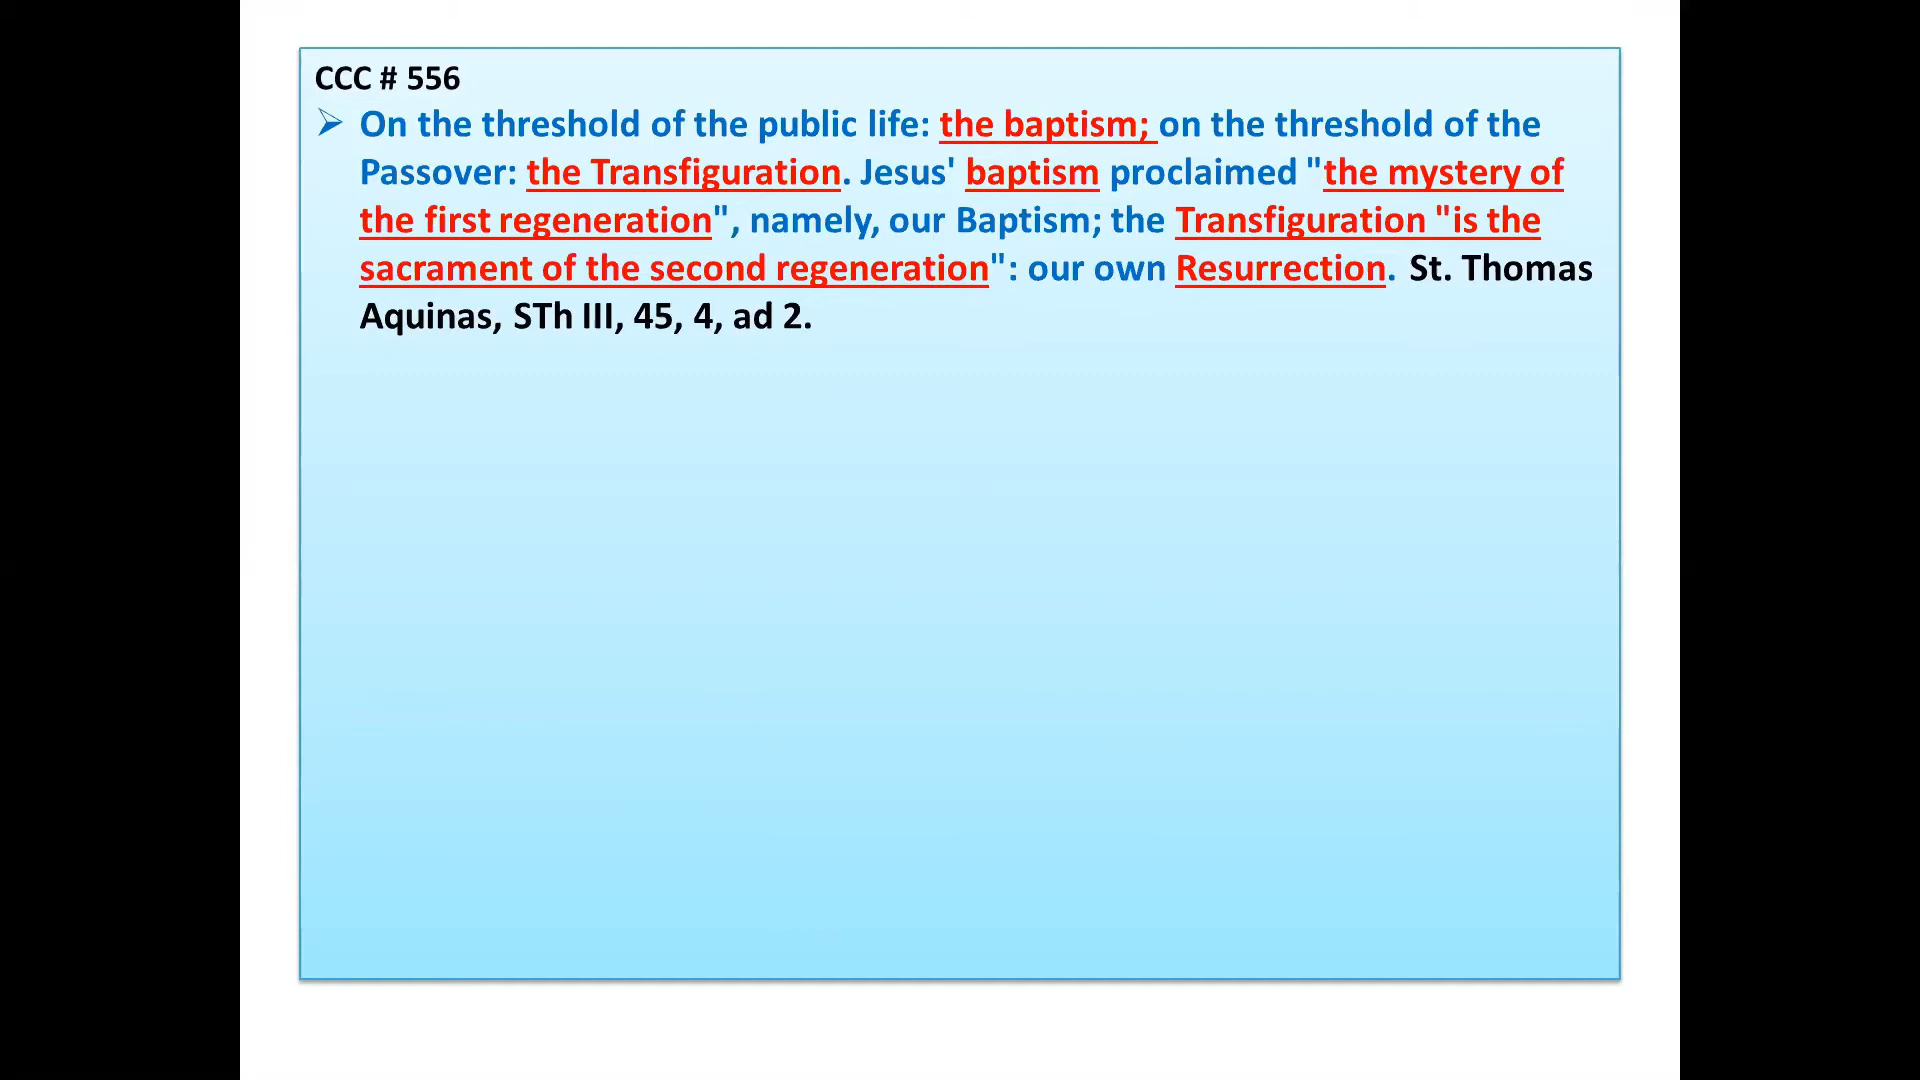 CCC # 556
➢ On the threshold of the public life: the baptism; on the threshold of the
Passover: the Transfiguration. Jesus' baptism proclaimed "the mystery of
the first regeneration", namely, our Baptism; the Transfiguration "is the
sacrament of the second regeneration": our own Resurrection. St. Thomas
Aquinas, STh III, 45, 4, ad 2.